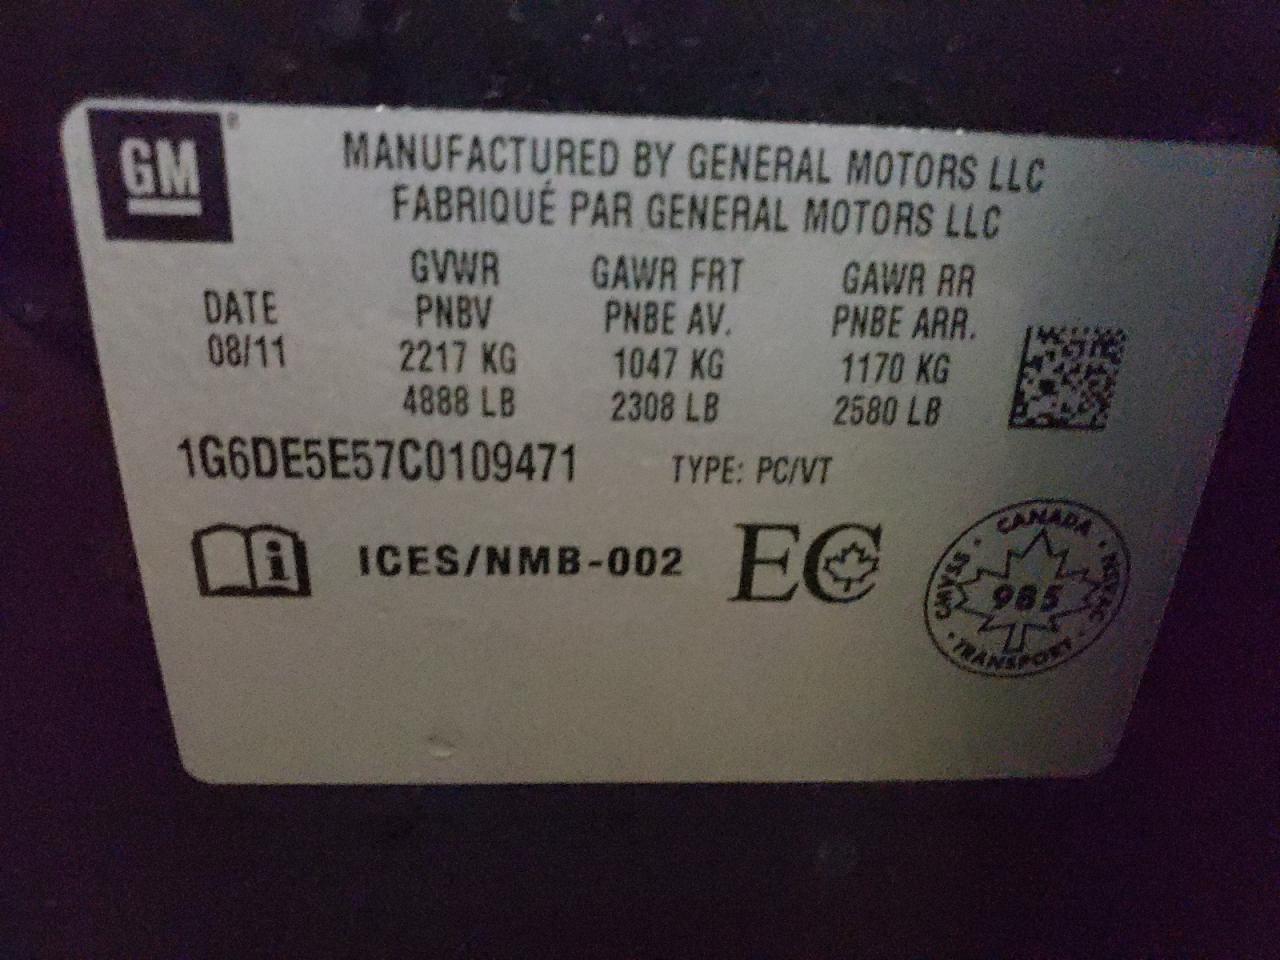 GM
MANUFACTURED BY GENERAL MOTORS LLC
FABRIQUÉ PAR GENERAL MOTORS LLC
DATE
08/11
GVWR
PNBV
2217 KG
4888 LB
GAWR FRT
PNBE AV.
1047 KG
2308 LB
GAWR RR
PNBE ARR.
1170 KG
2580 LB
1G6DE5E57C0109471 TYPE: PC/VT
i ICES/NMB-002 EC
CANADA · NSVAC · TRANSPORT · CMVSS ·
985